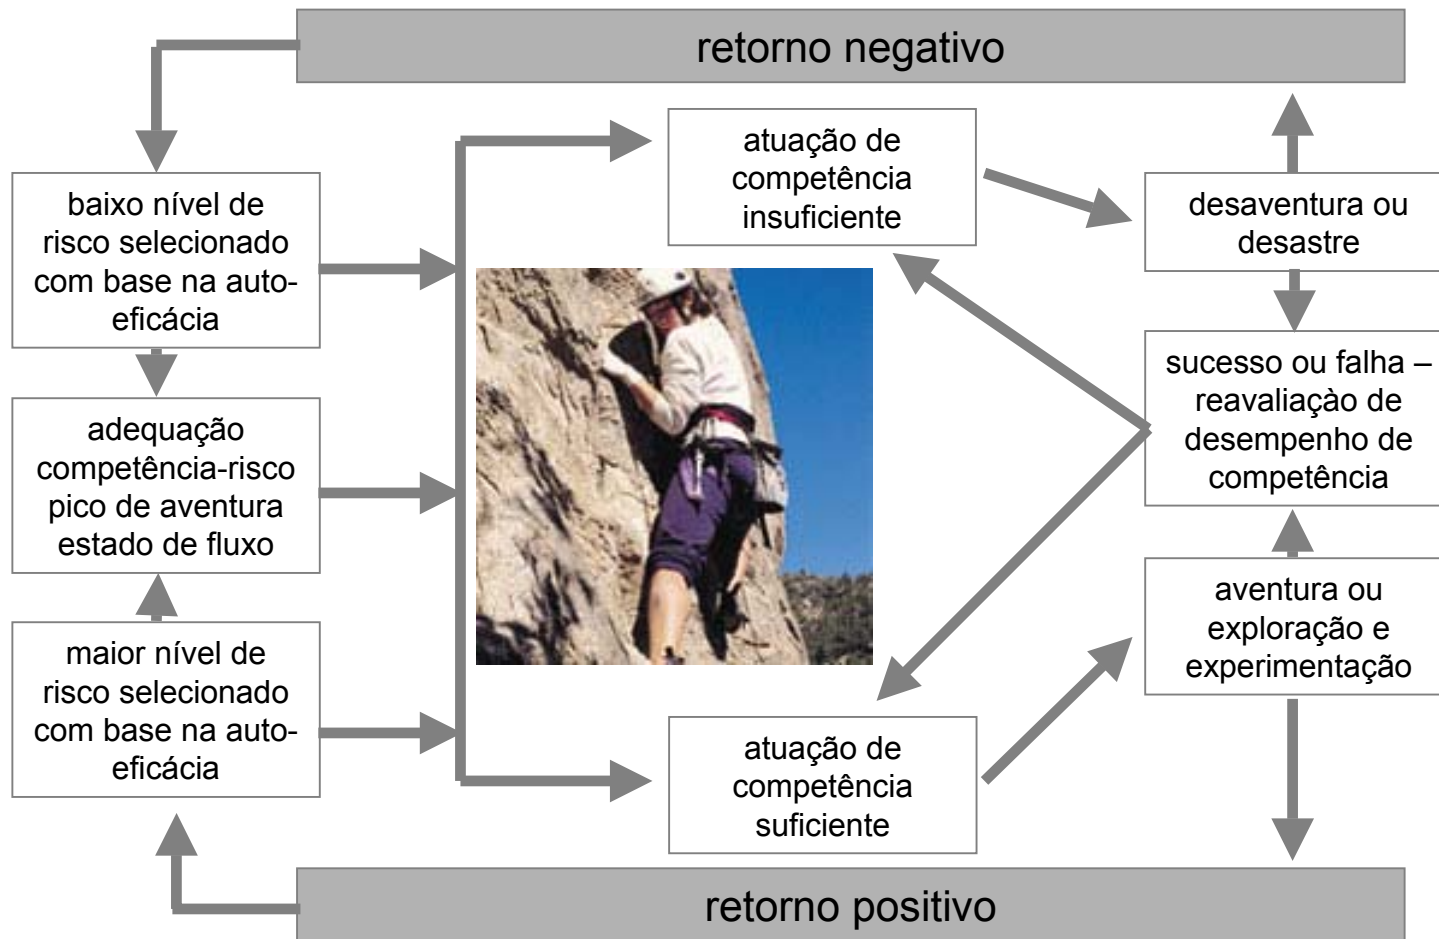 retorno negativo
baixo nível de
risco selecionado
com base na auto-
eficácia
adequação
competência-risco
pico de aventura
estado de fluxo
maior nível de
risco selecionado
com base na auto-
eficácia
atuação de
competência
insuficiente
atuação de
competência
suficiente
desaventura ou
desastre
sucesso ou falha –
reavaliaçào de
desempenho de
competência
aventura ou
exploração e
experimentação
retorno positivo